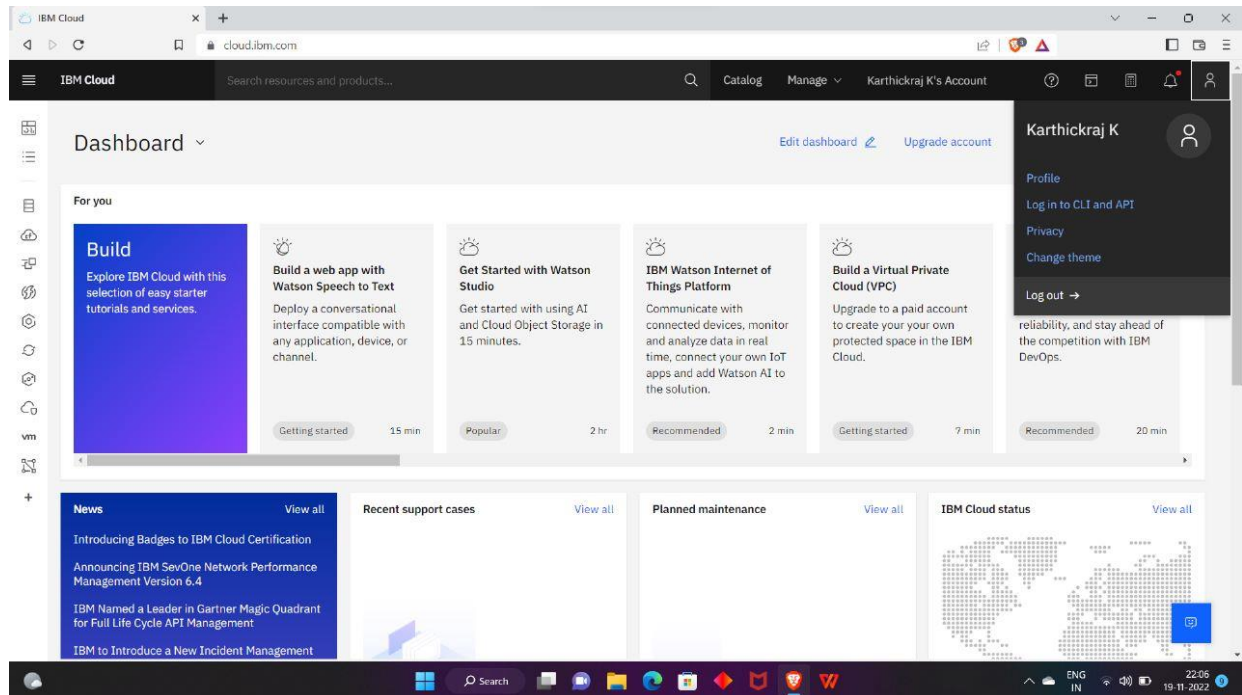 IBM Cloud
cloud.ibm.com
IBM Cloud
Search resources and products...
Catalog
Manage
Karthickraj K's Account
Karthickraj K
Profile
Log in to CLI and API
Privacy
Change theme
Log out →
Dashboard
Edit dashboard
Upgrade account
For you
Build
Explore IBM Cloud with this
selection of easy starter
tutorials and services.
Build a web app with
Watson Speech to Text
Deploy a conversational
interface compatible with
any application, device, or
channel.
Getting started
15 min
Get Started with Watson
Studio
Get started with using AI
and Cloud Object Storage in
15 minutes.
Popular
2 hr
IBM Watson Internet of
Things Platform
Communicate with
connected devices, monitor
and analyze data in real
time, connect your own IoT
apps and add Watson AI to
the solution.
Recommended
2 min
Build a Virtual Private
Cloud (VPC)
Upgrade to a paid account
to create your your own
protected space in the IBM
Cloud.
Getting started
7 min
reliability, and stay ahead of
the competition with IBM
DevOps.
Recommended
20 min
vm
News
View all
Introducing Badges to IBM Cloud Certification
Announcing IBM SevOne Network Performance
Management Version 6.4
IBM Named a Leader in Gartner Magic Quadrant
for Full Life Cycle API Management
IBM to Introduce a New Incident Management
Recent support cases
View all
Planned maintenance
View all
IBM Cloud status
View all
Search
ENG
IN
22:06
19-11-2022
9